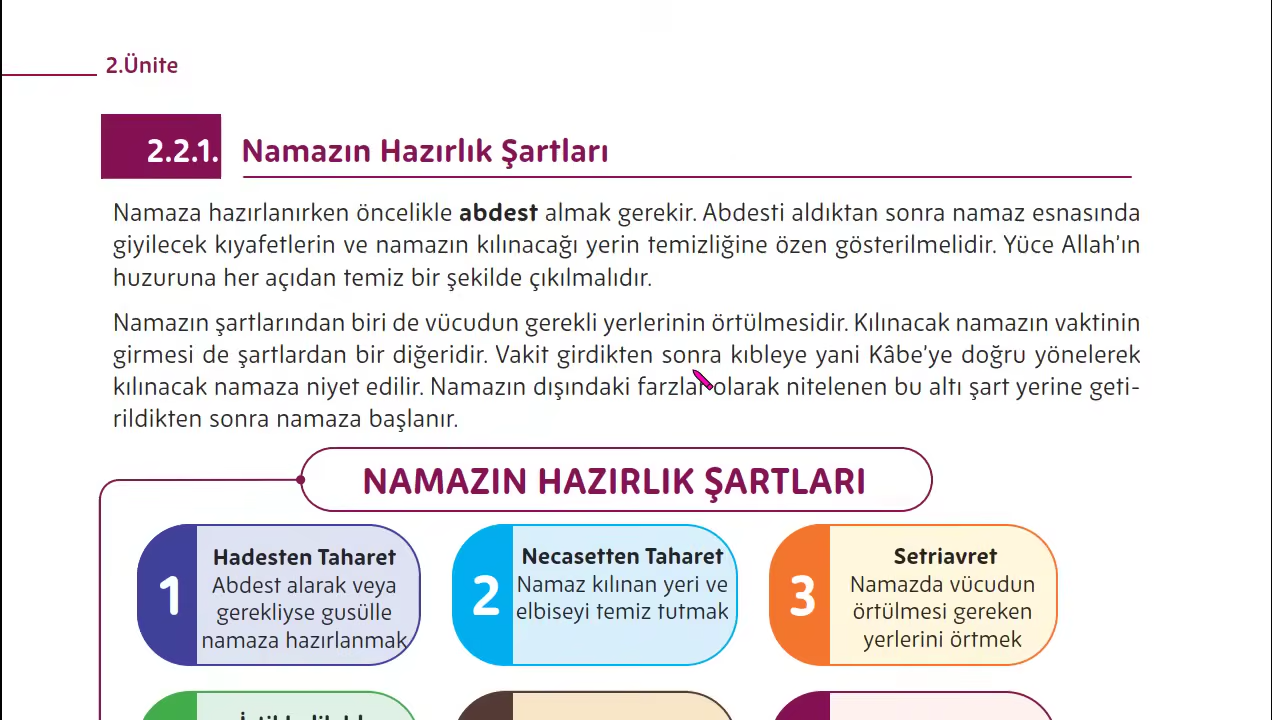 2.Ünite
2.2.1. Namazın Hazırlık Şartları
Namaza hazırlanırken öncelikle abdest almak gerekir. Abdesti aldıktan sonra namaz esnasında
giyilecek kıyafetlerin ve namazın kılınacağı yerin temizliğine özen gösterilmelidir. Yüce Allah’ın
huzuruna her açıdan temiz bir şekilde çıkılmalıdır.
Namazın şartlarından biri de vücudun gerekli yerlerinin örtülmesidir. Kılınacak namazın vaktinin
girmesi de şartlardan bir diğeridir. Vakit girdikten sonra kıbleye yani Kâbe’ye doğru yönelerek
kılınacak namaza niyet edilir. Namazın dışındaki farzlar olarak nitelenen bu altı şart yerine geti-
rildikten sonra namaza başlanır.
NAMAZIN HAZIRLIK ŞARTLARI
1
Hadesten Taharet
Abdest alarak veya
gerekliyse gusülle
namaza hazırlanmak
2
Necasetten Taharet
Namaz kılınan yeri ve
elbiseyi temiz tutmak
3
Setriavret
Namazda vücudun
örtülmesi gereken
yerlerini örtmek